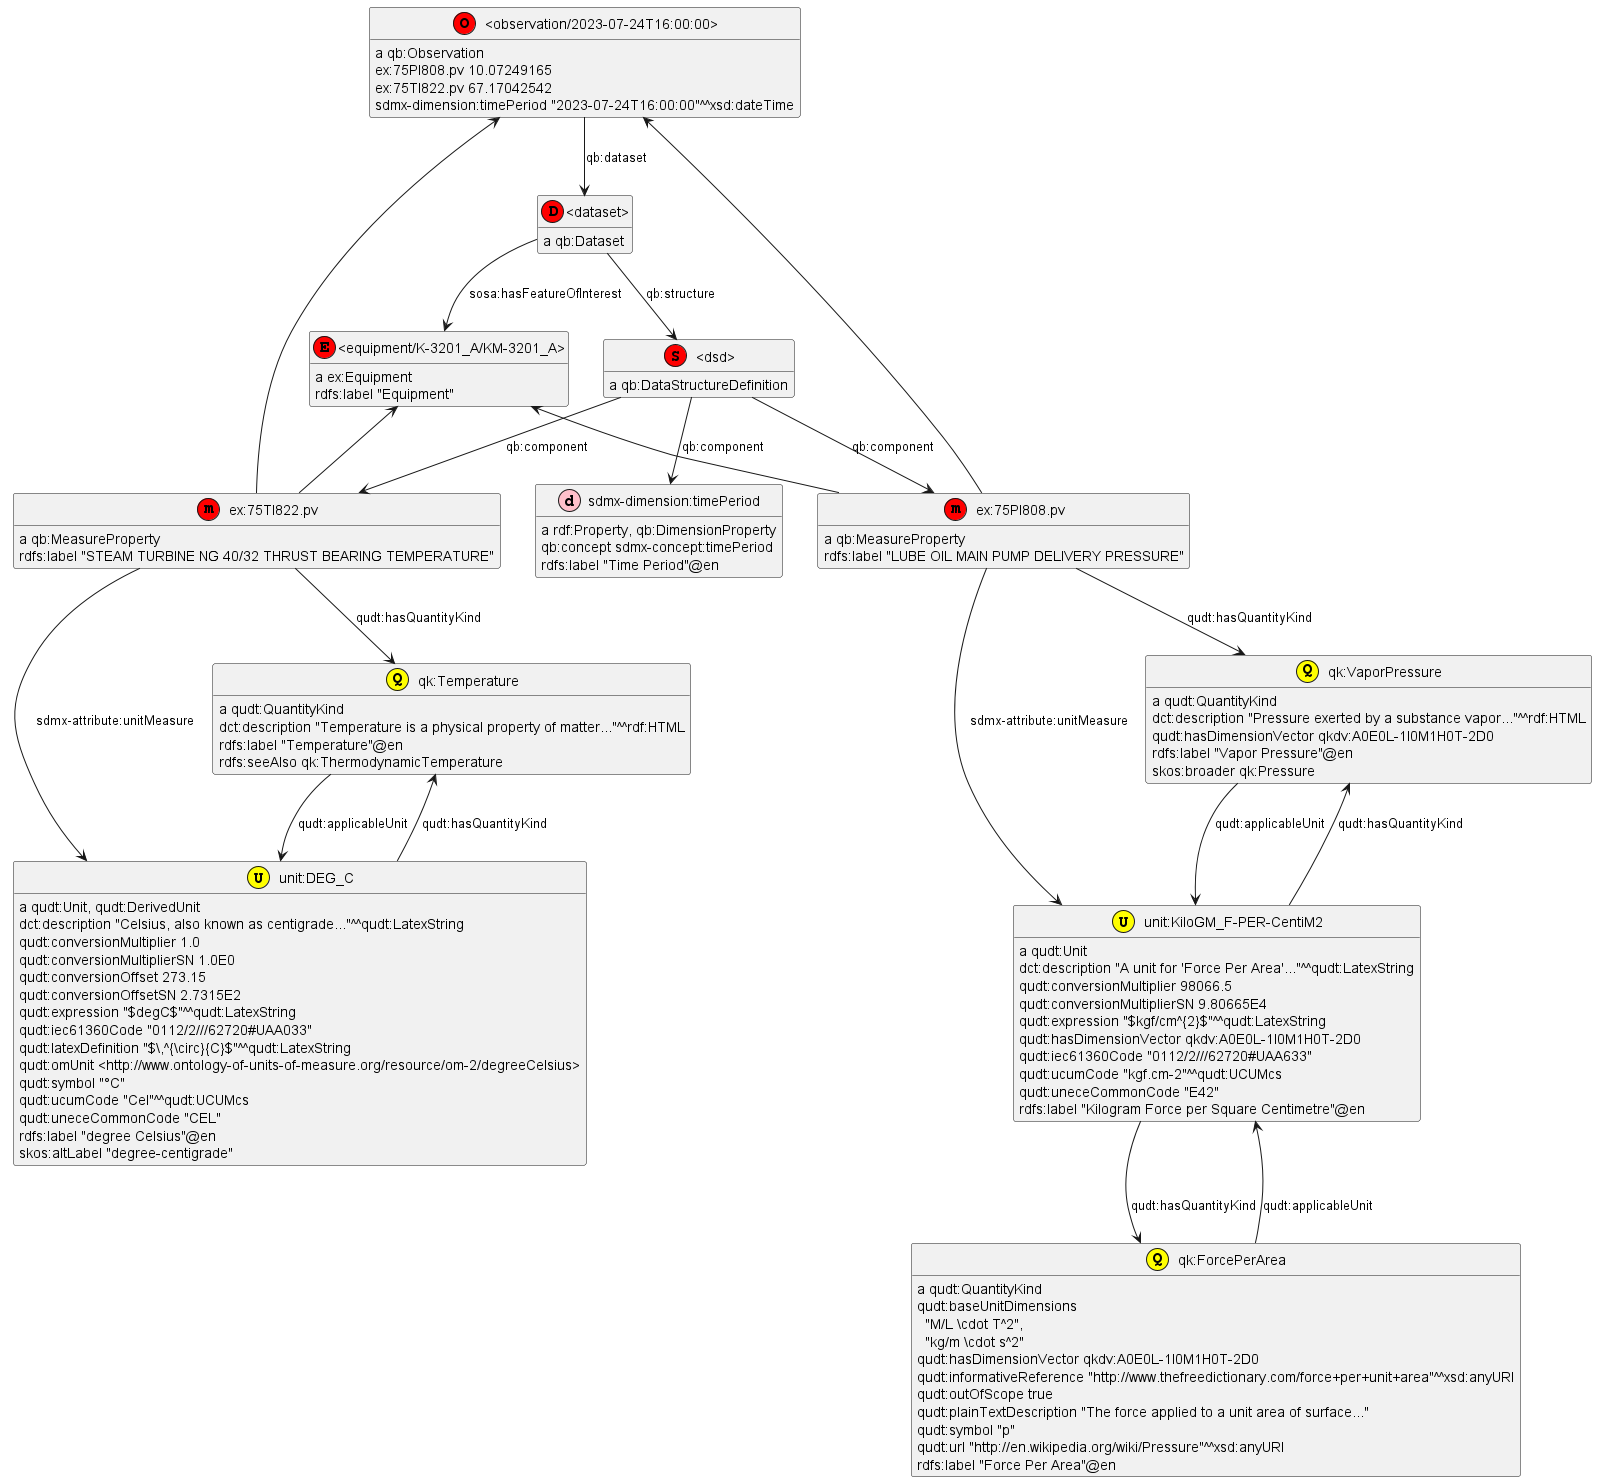 O <observation/2023-07-24T16:00:00>
a qb:Observation
ex:75PI808.pv 10.07249165
ex:75TI822.pv 67.17042542
sdmx-dimension:timePeriod "2023-07-24T16:00:00"^^xsd:dateTime
qb:dataset
D <dataset>
a qb:Dataset
sosa:hasFeatureOfInterest
qb:structure
E <equipment/K-3201_A/KM-3201_A>
a ex:Equipment
rdfs:label "Equipment"
S <dsd>
a qb:DataStructureDefinition
qb:component
qb:component
qb:component
m ex:75TI822.pv
a qb:MeasureProperty
rdfs:label "STEAM TURBINE NG 40/32 THRUST BEARING TEMPERATURE"
d sdmx-dimension:timePeriod
a rdf:Property, qb:DimensionProperty
qb:concept sdmx-concept:timePeriod
rdfs:label "Time Period"@en
m ex:75PI808.pv
a qb:MeasureProperty
rdfs:label "LUBE OIL MAIN PUMP DELIVERY PRESSURE"
qudt:hasQuantityKind
qudt:hasQuantityKind
sdmx-attribute:unitMeasure
Q qk:Temperature
a qudt:QuantityKind
dct:description "Temperature is a physical property of matter..."^^rdf:HTML
rdfs:label "Temperature"@en
rdfs:seeAlso qk:ThermodynamicTemperature
sdmx-attribute:unitMeasure
Q qk:VaporPressure
a qudt:QuantityKind
dct:description "Pressure exerted by a substance vapor..."^^rdf:HTML
qudt:hasDimensionVector qkdv:A0E0L-1I0M1H0T-2D0
rdfs:label "Vapor Pressure"@en
skos:broader qk:Pressure
qudt:applicableUnit
qudt:hasQuantityKind
qudt:applicableUnit
qudt:hasQuantityKind
U unit:DEG_C
a qudt:Unit, qudt:DerivedUnit
dct:description "Celsius, also known as centigrade..."^^qudt:LatexString
qudt:conversionMultiplier 1.0
qudt:conversionMultiplierSN 1.0E0
qudt:conversionOffset 273.15
qudt:conversionOffsetSN 2.7315E2
qudt:expression "$degC$"^^qudt:LatexString
qudt:iec61360Code "0112/2///62720#UAA033"
qudt:latexDefinition "$\,^{\circ}{C}$"^^qudt:LatexString
qudt:omUnit <http://www.ontology-of-units-of-measure.org/resource/om-2/degreeCelsius>
qudt:symbol "°C"
qudt:ucumCode "Cel"^^qudt:UCUMcs
qudt:uneceCommonCode "CEL"
rdfs:label "degree Celsius"@en
skos:altLabel "degree-centigrade"
U unit:KiloGM_F-PER-CentiM2
a qudt:Unit
dct:description "A unit for 'Force Per Area'..."^^qudt:LatexString
qudt:conversionMultiplier 98066.5
qudt:conversionMultiplierSN 9.80665E4
qudt:expression "$kgf/cm^{2}$"^^qudt:LatexString
qudt:hasDimensionVector qkdv:A0E0L-1I0M1H0T-2D0
qudt:iec61360Code "0112/2///62720#UAA633"
qudt:ucumCode "kgf.cm-2"^^qudt:UCUMcs
qudt:uneceCommonCode "E42"
rdfs:label "Kilogram Force per Square Centimetre"@en
qudt:hasQuantityKind
qudt:applicableUnit
Q qk:ForcePerArea
a qudt:QuantityKind
qudt:baseUnitDimensions
"M/L \cdot T^2",
"kg/m \cdot s^2"
qudt:hasDimensionVector qkdv:A0E0L-1I0M1H0T-2D0
qudt:informativeReference "http://www.thefreedictionary.com/force+per+unit+area"^^xsd:anyURI
qudt:outOfScope true
qudt:plainTextDescription "The force applied to a unit area of surface..."
qudt:symbol "p"
qudt:url "http://en.wikipedia.org/wiki/Pressure"^^xsd:anyURI
rdfs:label "Force Per Area"@en